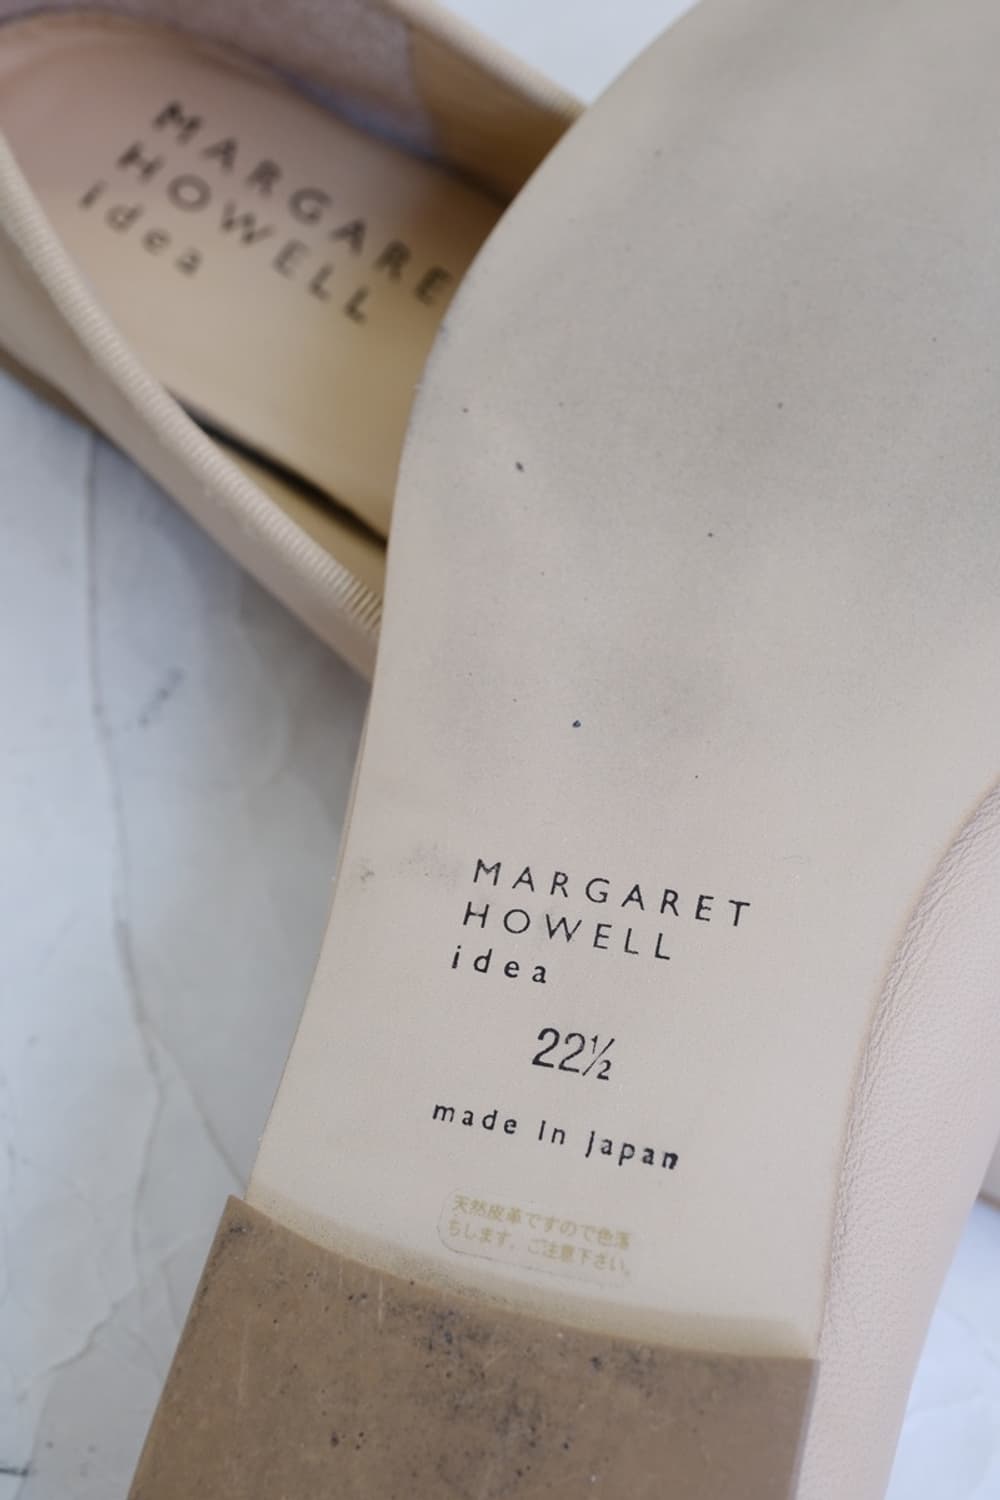 MARGARE
HOWELL
idea
MARGARET
HOWELL
idea
22½
made in japan
天然皮革ですので色落
ちします。ご注意下さい。